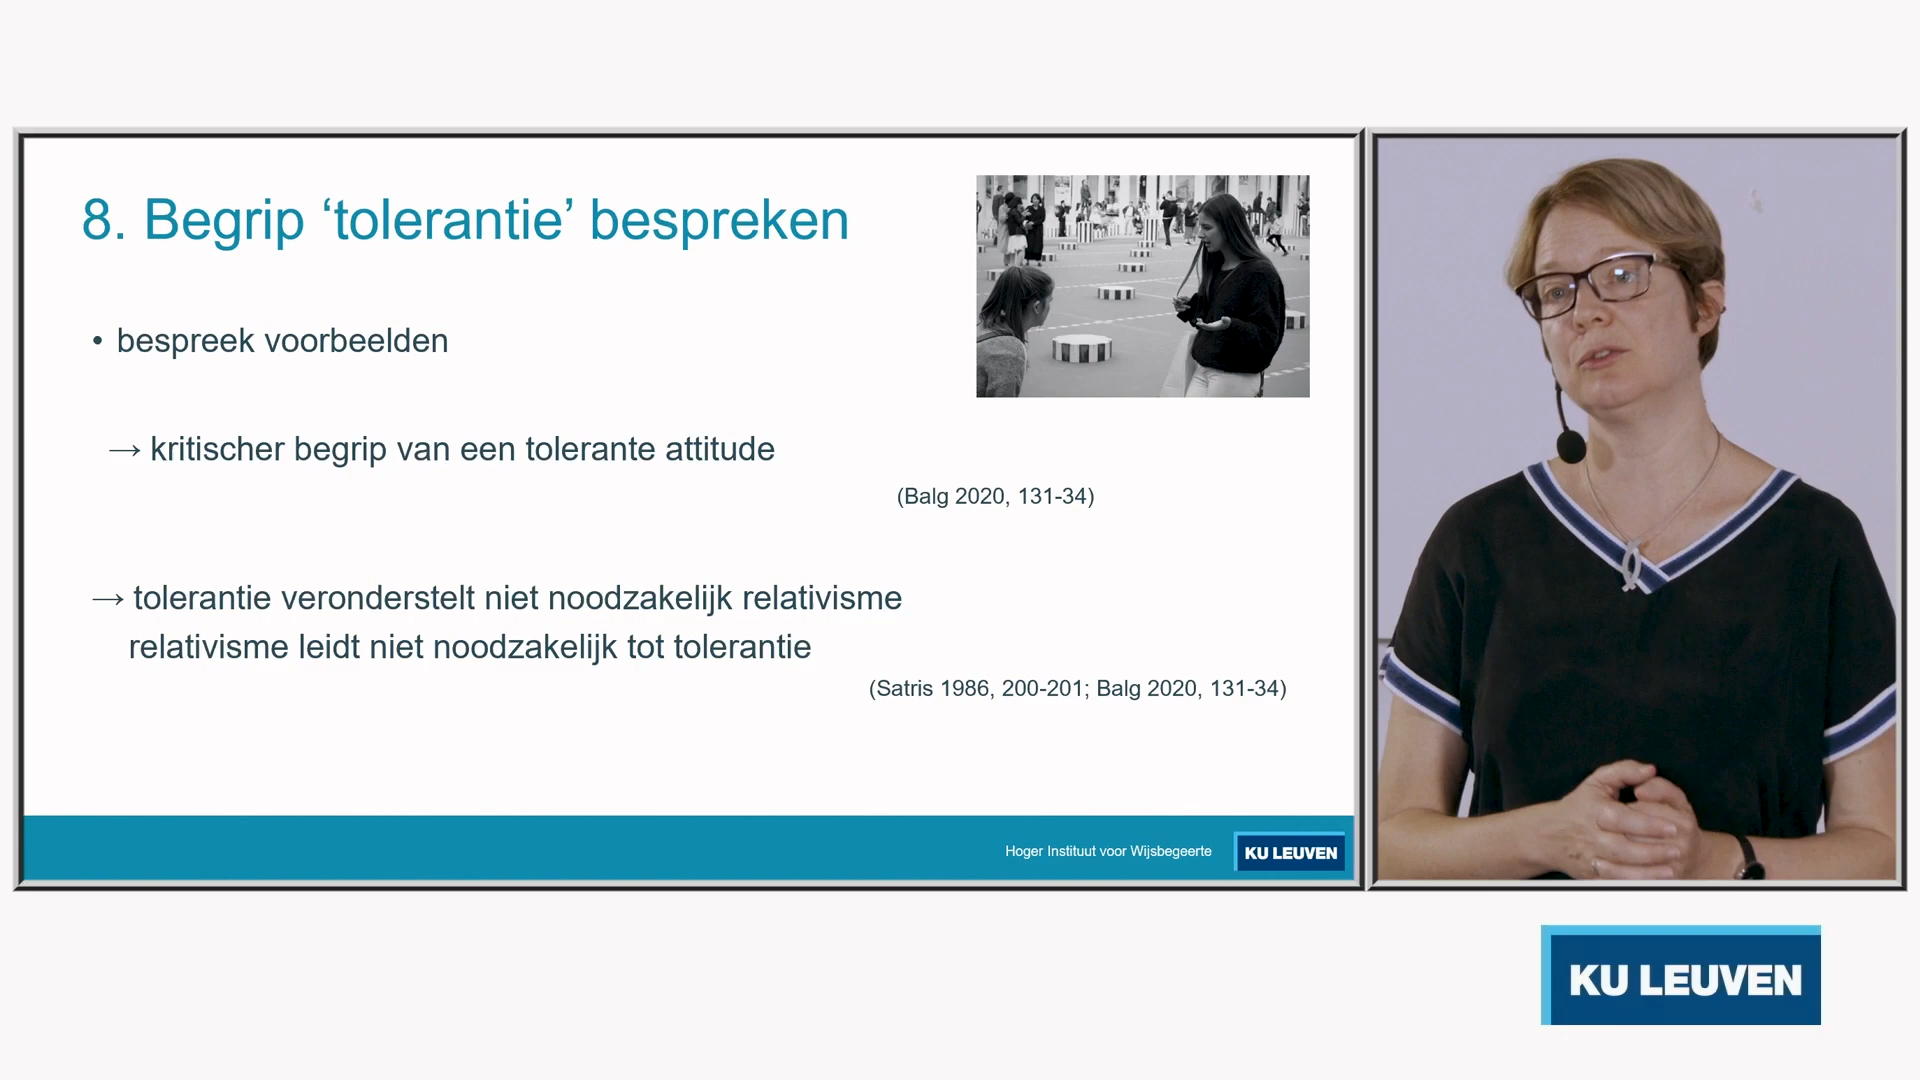 8. Begrip ‘tolerantie’ bespreken
• bespreek voorbeelden
→ kritischer begrip van een tolerante attitude
(Balg 2020, 131-34)
→ tolerantie veronderstelt niet noodzakelijk relativisme
relativisme leidt niet noodzakelijk tot tolerantie
(Satris 1986, 200-201; Balg 2020, 131-34)
Hoger Instituut voor Wijsbegeerte
KU LEUVEN
KU LEUVEN